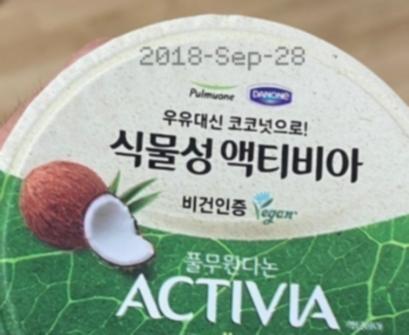 2018-Sep-28
Pulmuone DANONE
우유대신 코코넛으로!
식물성 액티비아
비건인증 Vegan
풀무원다논
ACTIVIA